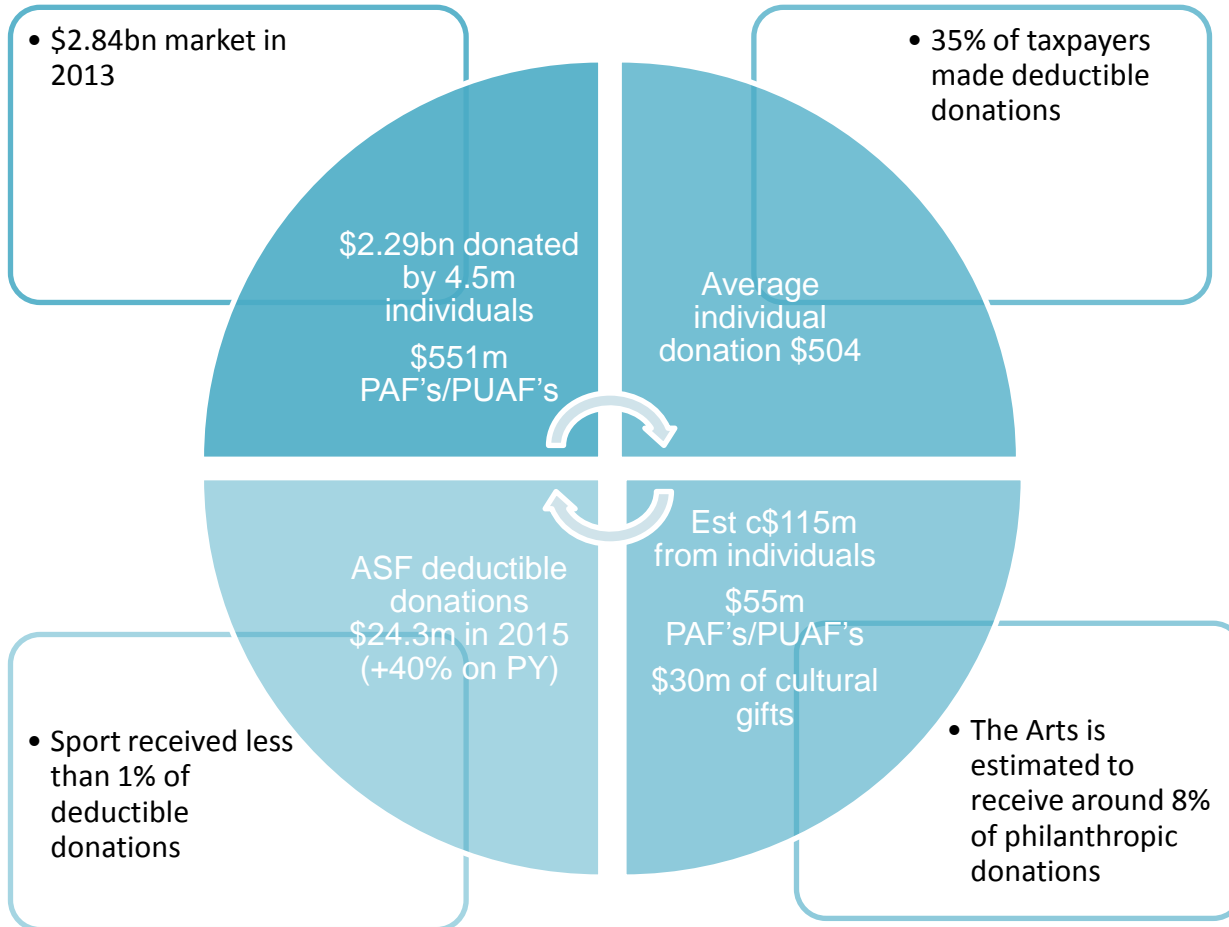 • $2.84bn market in
2013
$2.29bn donated
by 4.5m
individuals
$551m
PAF’s/PUAF’s
• 35% of taxpayers
made deductible
donations
Average
individual
donation $504
ASF deductible
donations
$24.3m in 2015
(+40% on PY)
• Sport received less
than 1% of
deductible
donations
Est c$115m
from individuals
$55m
PAF’s/PUAF’s
$30m of cultural
gifts
• The Arts is
estimated to
receive around 8%
of philanthropic
donations